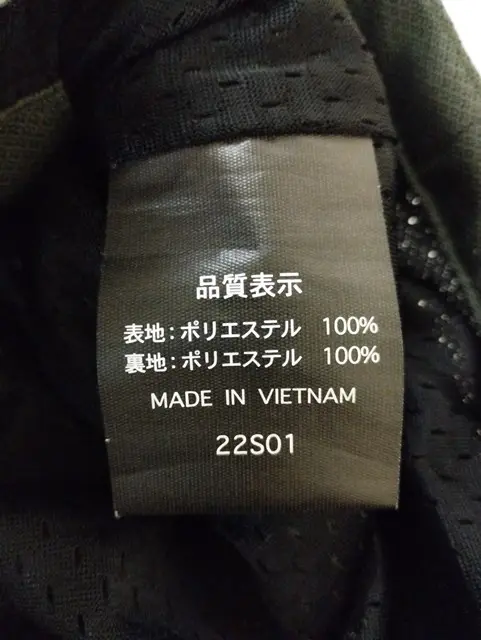 品質表示
表地：ポリエステル 100%
裏地：ポリエステル 100%
MADE IN VIETNAM
22S01